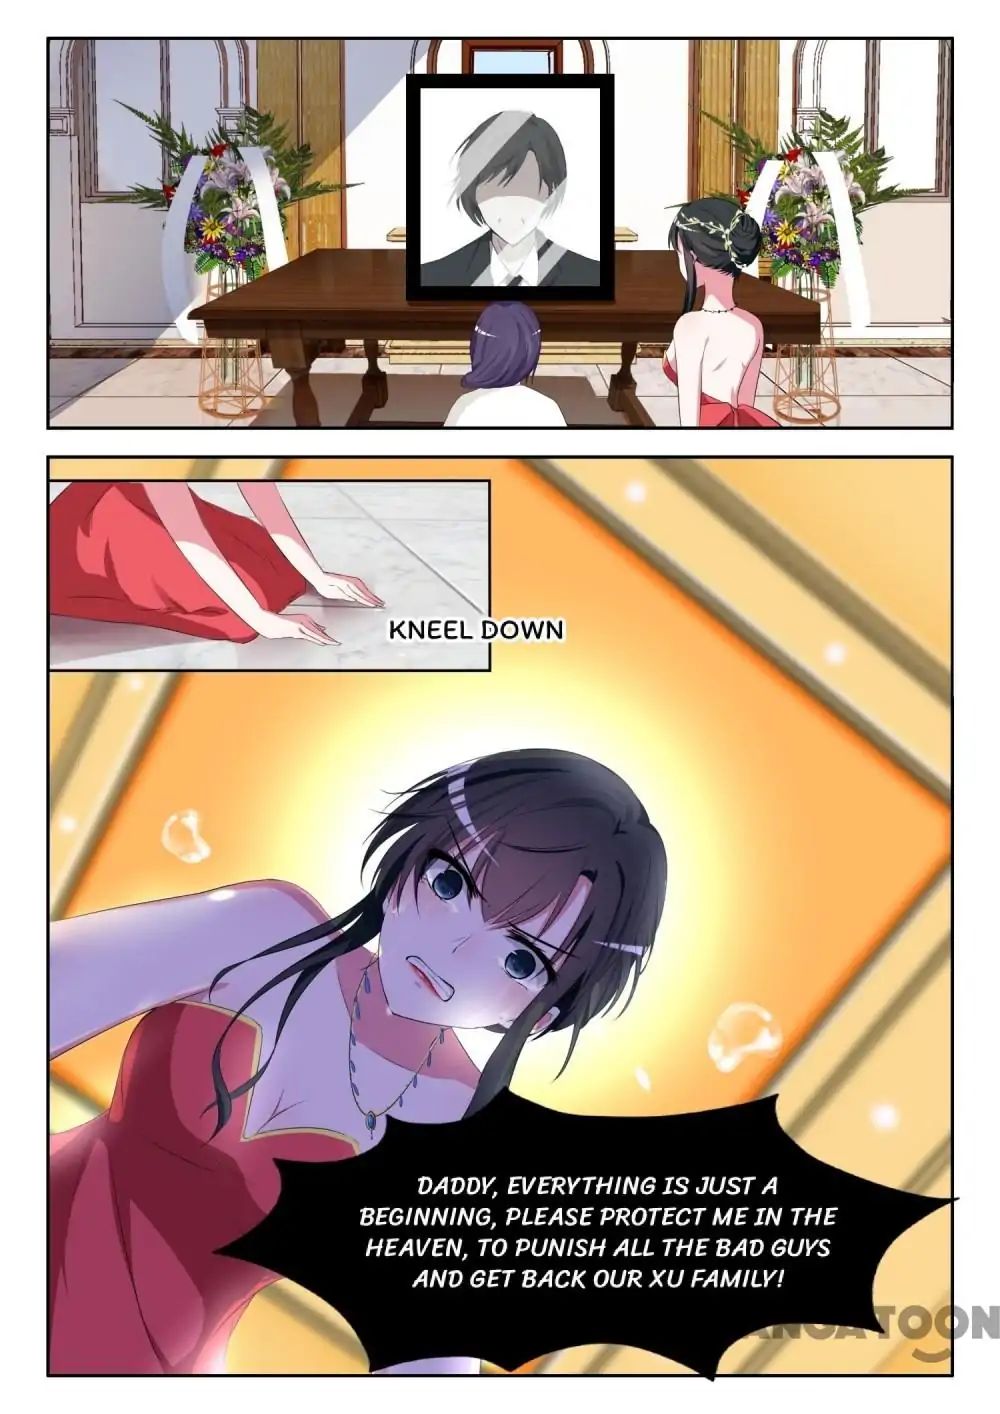 KNEEL DOWN
DADDY, EVERYTHING IS JUST A
BEGINNING, PLEASE PROTECT ME IN THE
HEAVEN, TO PUNISH ALL THE BAD GUYS
AND GET BACK OUR XU FAMILY!
MANGATOON